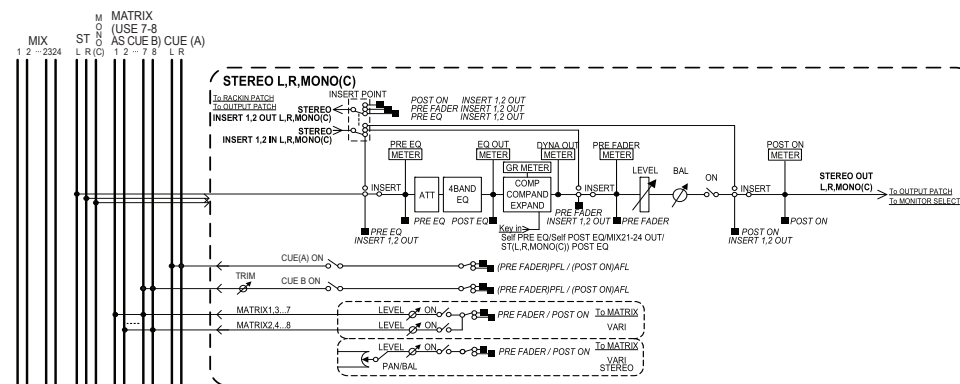 MIX
1 2 ··· 2324
ST
L R
MONO
(C)
MATRIX
(USE 7-8
AS CUE B)
1 2 ··· 7 8
CUE (A)
L R
STEREO L,R,MONO(C)
To RACKIN PATCH
To OUTPUT PATCH
INSERT POINT
STEREO
INSERT 1,2 OUT L,R,MONO(C)
STEREO
INSERT 1,2 IN L,R,MONO(C)
POST ON INSERT 1,2 OUT
PRE FADER INSERT 1,2 OUT
PRE EQ INSERT 1,2 OUT
PRE EQ
METER
EQ OUT
METER
DYNA OUT
METER
GR METER
PRE FADER
METER
LEVEL
BAL
ON
POST ON
METER
INSERT
ATT
4BAND
EQ
COMP
COMPAND
EXPAND
INSERT
INSERT
STEREO OUT
L,R,MONO(C)
To OUTPUT PATCH
To MONITOR SELECT
PRE EQ
INSERT 1,2 OUT
PRE EQ
POST EQ
Key in
Self PRE EQ/Self POST EQ/MIX21-24 OUT/
ST(L,R,MONO(C)) POST EQ
PRE FADER
INSERT 1,2 OUT
PRE FADER
POST ON
INSERT 1,2 OUT
POST ON
CUE(A) ON
(PRE FADER)PFL / (POST ON)AFL
TRIM
CUE B ON
(PRE FADER)PFL / (POST ON)AFL
MATRIX1,3...7
LEVEL ON
PRE FADER / POST ON
To MATRIX
VARI
MATRIX2,4...8
LEVEL ON
LEVEL ON
PAN/BAL
PRE FADER / POST ON
To MATRIX
VARI
STEREO